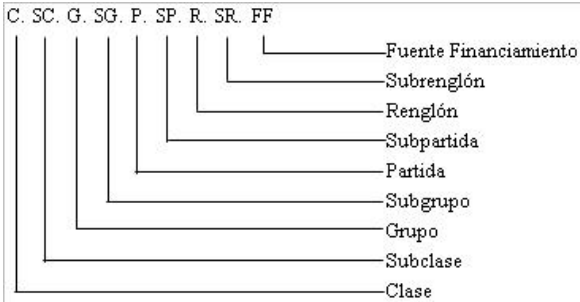 C. SC. G. SG. P. SP. R. SR. FF
Fuente Financiamiento
Subrenglón
Renglón
Subpartida
Partida
Subgrupo
Grupo
Subclase
Clase